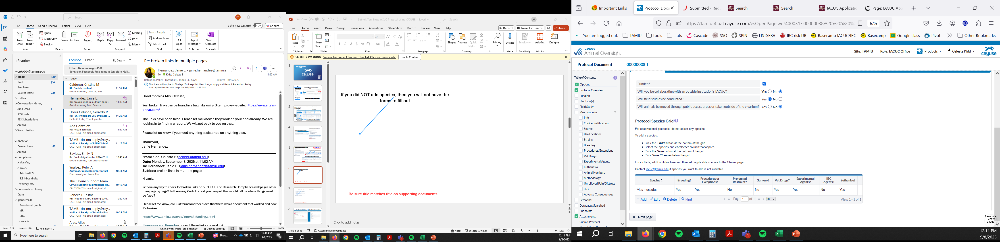 Search
KC
File Home Send / Receive Folder View Help
Try the new Outlook Off Copilot
New Email
New Items
Ignore
Clean Up
Block
Delete
Archive
Report
Reply
Reply All
Forward
Meeting
IM
More
Search People
Address Book
Filter Email
All Apps
Report Message
Send to OneNote
New Delete Report Respond Find Apps Protection OneNote
Favorites
cekidd@tamiu.edu
Inbox 130
Drafts [14]
Sent Items
Deleted Items 235
Outbox
Conversation History
Junk Email [11]
RSS Feeds
RSS Subscriptions
Archive
Search Folders
archive
Deleted Items 82
Archive
Compliance
biosafety
IACUC
iMedris/IRIS
IRB inbox drafts
whitney etc.
Conversation History
Drafts
grant emails
Presidential grants
MRI
URC
cascade
Focused Other By Date
Other: New messages (53)
Bonnie on Facebook, Free Items in San Isidro, Gail...
Today
Calderon, Cristina M
RE: Daniels contract 11:56 AM
Good morning, Celeste, The
Hernandez, Janie L.
Re: broken links in multiple pages 11:32 AM
Good morning Mrs. Celeste,
Flores Colunga, Gerardo R.
Re: [EXT] when are you available ... 11:26 AM
Hello Celeste, Thank you for
Ana Gonzalez
Re: Repair Estimate 11:17 AM
CAUTION: This email originated
TAMIU-do-not-reply@cay...
Notice of Receipt of Initial Submi... 11:17 AM
CAUTION: This email originated
Bayless, Emily N
Re: final obligation for 2024-25 U... 10:49 AM
Good morning, Unfortunately for
Ynalvez, Ruby A
Automatic reply: Daniels contract 10:49 AM
I'm currently on leave. For
The Cayuse Support Team
Cayuse Monthly Maintenance Ha... 10:45 AM
CAUTION: This email originated
Rebeca I. Castro
RE: need to set IBC meeting day f... 10:32 AM
CAUTION: This email originated
TAMIU-do-not-reply@cay...
Notice of Receipt of Modification... 10:28 AM
CAUTION: This email originated
Arce, Alice
Re: broken links in multiple pages
Hernandez, Janie L. <janie.hernandez@tamiu.e
To Kidd, Celeste E 11:32 AM
Retention Policy TAMIU2010-Inbox (30 days) Expires 10/8/2025
This item will expire in 30 days. To keep this item longer apply a different Retention Policy.
You replied to this message on 9/8/2025 11:53 AM.
Good morning Mrs. Celeste,
Yes, broken links can be found in a batch by using Siteimprove website. https://www.siteim-
prove.com/
The links have been fixed. Please let me know if they work on your end already. We are
looking in to finding a report. We will get back to you on that.
Please let us know if you need anything assistance on anything else.
Thank you,
Janie Hernandez
From: Kidd, Celeste E <cekidd@tamiu.edu>
Date: Monday, September 8, 2025 at 11:02 AM
To: Hernandez, Janie L. <janie.hernandez@tamiu.edu>
Subject: broken links in multiple pages
Hi Janie,
Is there anyway to check for broken links on our ORSP and Research Compliance webpages other
than page by page? Is there any kind of report you can pull that would tell us where things need to
be fixed?
Please let me know, as I just found another place that there was a document that worked and now
it's broken.
https://www.tamiu.edu/orsp/internal-funding.shtml
Resources and Reports – none of these links are working
Items: 322 Unread: 129 Reminders: 9 Online with: Microsoft Exchange Display Settings 100%
Type here to search
Brea...
12:10 PM
9/8/2025
AutoSave Off Submit Your Next IACUC Protocol Using CAYUSE • Saved Search
File Home Insert Draw Design Transitions Animations Slide Show Record Review View Help
Record Present in Teams Share
Paste
New Slide
27
Shapes Arrange Quick Styles
Editing
Dictate
Sensitivity
Add-ins
Designer
Clipboard Slides Font Paragraph Drawing Voice Sensitivity Add-ins
SECURITY WARNING Some active content has been disabled. Click for more details. Enable Content
1
cayuse
2
3
4
5
6
7
8
If you did NOT add species, then you will not have the
forms to fill out
Be sure title matches title on supporting documents!
Click to add notes
Slide 6 of 13 Accessibility: Investigate Notes Display Settings 54%
12:11 PM
9/8/2025
Important Links
Protocol Docu
Submitted - Req
Search
Search
IACUC Applicatio
Page: IACUC App
https://tamiur4.uat.cayuse.com/esOpenPage.wc?400031~00000038%20%20%20% 67%
You are logged out. TAMIU tools stats Cascade SSO SPIN LISTSERV IBC risk DB Basecamp IACUC/IBC Basecamp Google class Pivot Other Bookmarks
cayuse
Animal Oversight
Site: TAMIU Role: IACUC Office Products Celeste Kidd cayuse
Protocol Document 00000038 1
Table of Contents
Options
Protocol Overview
Funding
Use Type(s)
Field Study
Mus musculus
Info
Choice Justification
Source
Use Locations
Strains
Breeding
Procedures/Exceptions
Vet Drugs
Experimental Agents
Euthanasia
Animal Numbers
Methodology
Unrelieved Pain/Distress
3Rs
Adverse Consequences
Personnel
Databases Searched
Endpoints
Attachments
Submit Protocol
Funded?
Will you be collaborating with an outside institution's IACUC? Yes No
Will field studies be conducted? Yes No
Will animals be moved through public access areas or taken outside of the vivarium? Yes No
Protocol Species Grid
For observational protocols, do not select any species.
To add a species:
• Click the +Add button at the bottom of the grid.
• Select the species and check each column that applies.
• Click the Save button at the bottom of the grid.
• Click Save Changes below the grid.
For cichlids, add Cichlidae here and then add applicable species to the Strains page.
Contact iacuc@tamiu.edu if species you want to add is not available.
Species Breeding? Procedures or Exceptions? Prolonged Restraint? Surgery? Vet Drugs? Experimental Agents? IBC Agents? Euthanize?
Mus musculus Yes Yes No No Yes Yes No Yes
+ Add Edit Delete Find Page 1 of 1 20 View 1 - 1 of 1
Next page
Resource Center badge
12:11 PM
9/8/2025